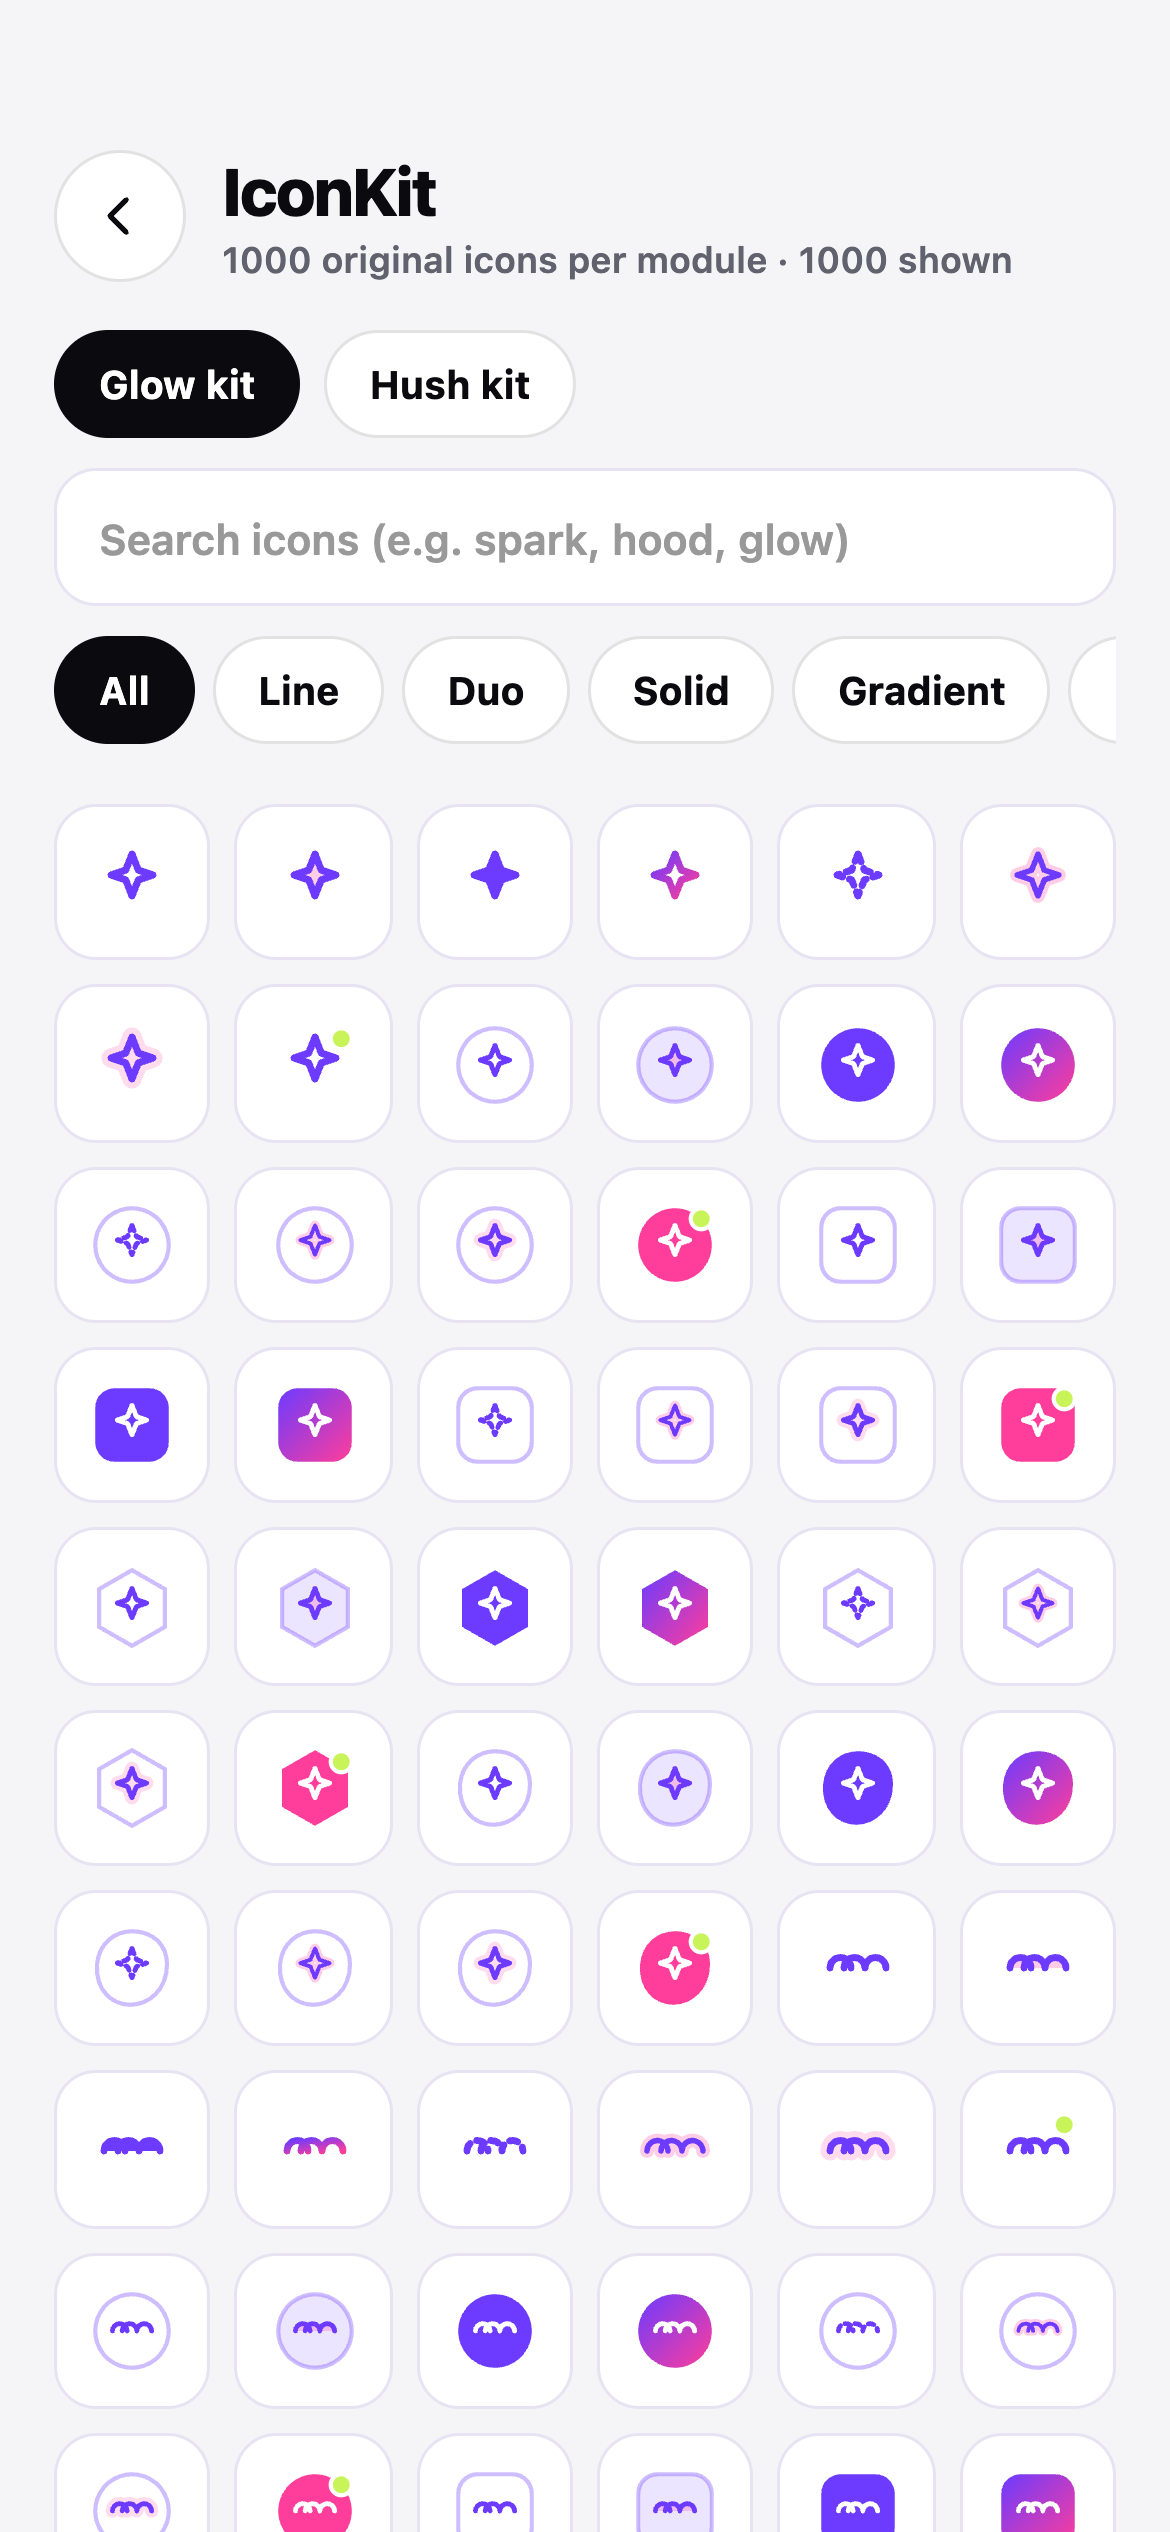 IconKit
1000 original icons per module · 1000 shown
Glow kit
Hush kit
Search icons (e.g. spark, hood, glow)
All
Line
Duo
Solid
Gradient